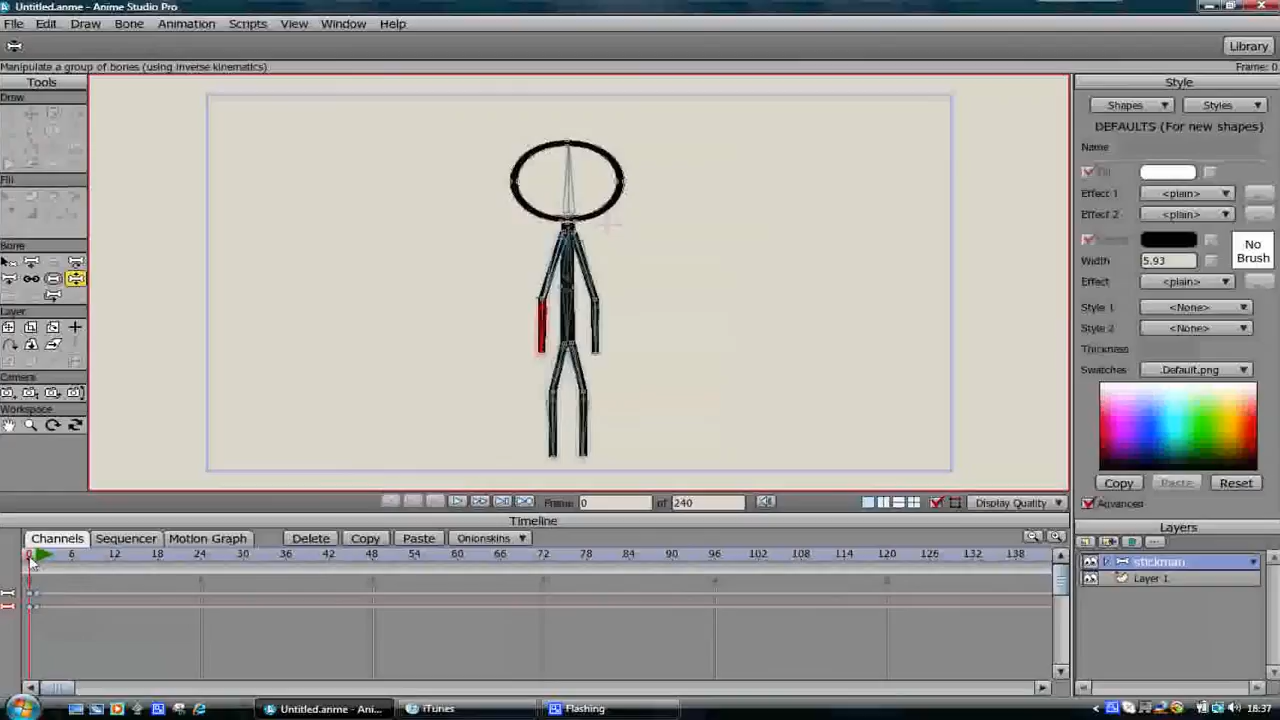 Untitled.anme - Anime Studio Pro
File Edit Draw Bone Animation Scripts View Window Help
Library
Manipulate a group of bones (using inverse kinematics)
Frame: 0
Tools
Style
Draw
Shapes
Styles
DEFAULTS (For new shapes)
Name
Fill
Fill
Effect 1 <plain>
Effect 2 <plain>
No Brush
Bone
Width 5.93
Effect <plain>
Layer
Style 1 <None>
Style 2 <None>
Thickness
Camera
Swatches .Default.png
Workspace
Copy Paste Reset
Frame 0 of 240 Display Quality
Advanced
Timeline
Layers
Channels Sequencer Motion Graph Delete Copy Paste Onionskins
0 6 12 18 24 30 36 42 48 54 60 66 72 78 84 90 96 102 108 114 120 126 132 138
stickman
Layer 1
Untitled.anme - Ani...
iTunes
Flashing
18:37